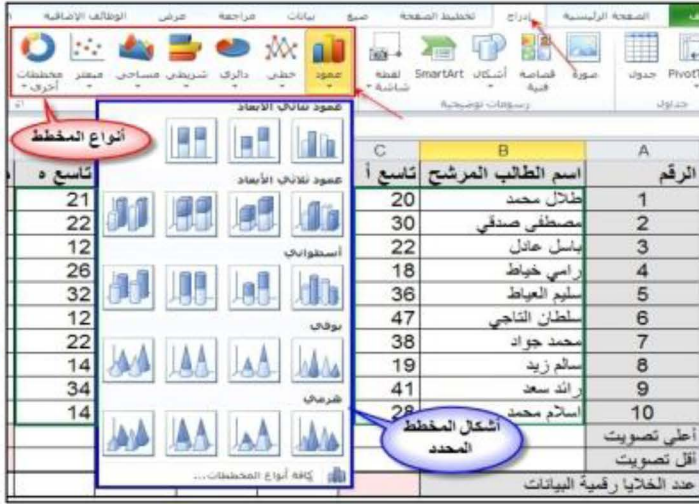 الصفحة الرئيسية إدراج تخطيط الصفحة صيغ بيانات مراجعة عرض الوظائف الإضافية
جدول صورة قصاصة فنية أشكال SmartArt لقطة شاشة عمود خطي دائري شريطي مساحي مبعثر مخططات أخرى
جداول رسومات توضيحية
أنواع المخطط
عمود ثنائي الأبعاد
عمود ثلاثي الأبعاد
أسطواني
بوقي
هرمي
كافة أنواع المخططات...
أشكال المخطط المحدد
A B C
الرقم اسم الطالب المرشح تاسع أ تاسع ه
1 طلال محمد 20 21
2 مصطفى صدقي 30 22
3 باسل عادل 22 12
4 رامي خياط 18 26
5 سليم العياط 36 32
6 سلطان التاجي 47 12
7 محمد جواد 38 22
8 سالم زيد 19 14
9 رائد سعد 41 34
10 اسلام محمد 28 14
أعلى تصويت
أقل تصويت
عدد الخلايا رقمية البيانات